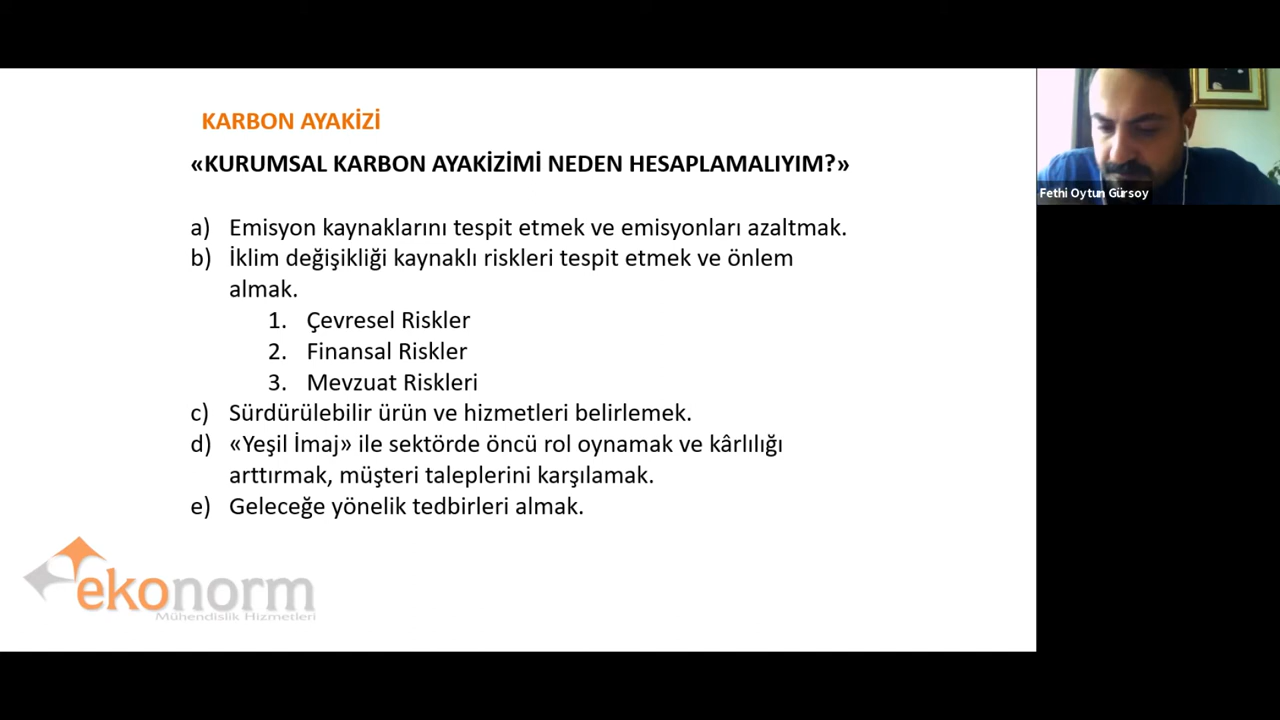 KARBON AYAKİZİ
«KURUMSAL KARBON AYAKİZİMİ NEDEN HESAPLAMALIYIM?»
a) Emisyon kaynaklarını tespit etmek ve emisyonları azaltmak.
b) İklim değişikliği kaynaklı riskleri tespit etmek ve önlem
almak.
1. Çevresel Riskler
2. Finansal Riskler
3. Mevzuat Riskleri
c) Sürdürülebilir ürün ve hizmetleri belirlemek.
d) «Yeşil İmaj» ile sektörde öncü rol oynamak ve kârlılığı
arttırmak, müşteri taleplerini karşılamak.
e) Geleceğe yönelik tedbirleri almak.
ekonorm
Mühendislik Hizmetleri
Fethi Oytun Gürsoy